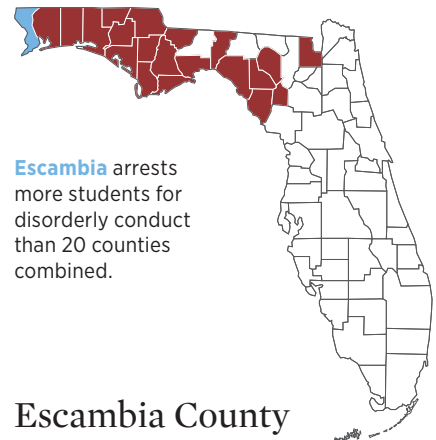 Escambia arrests
more students for
disorderly conduct
than 20 counties
combined.
Escambia County